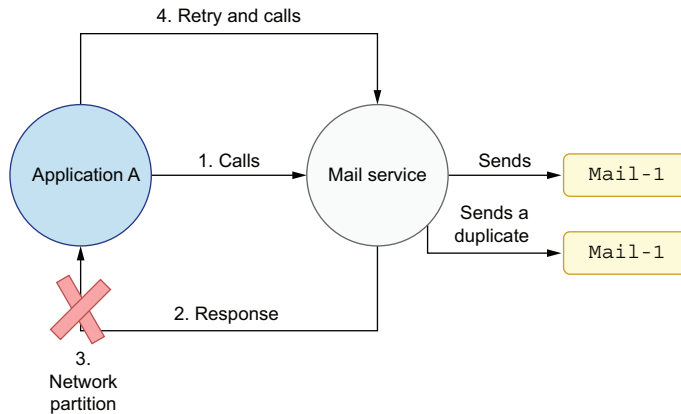 4. Retry and calls
Application A
1. Calls
Mail service
Sends
Mail-1
Sends a
duplicate
Mail-1
2. Response
3.
Network
partition